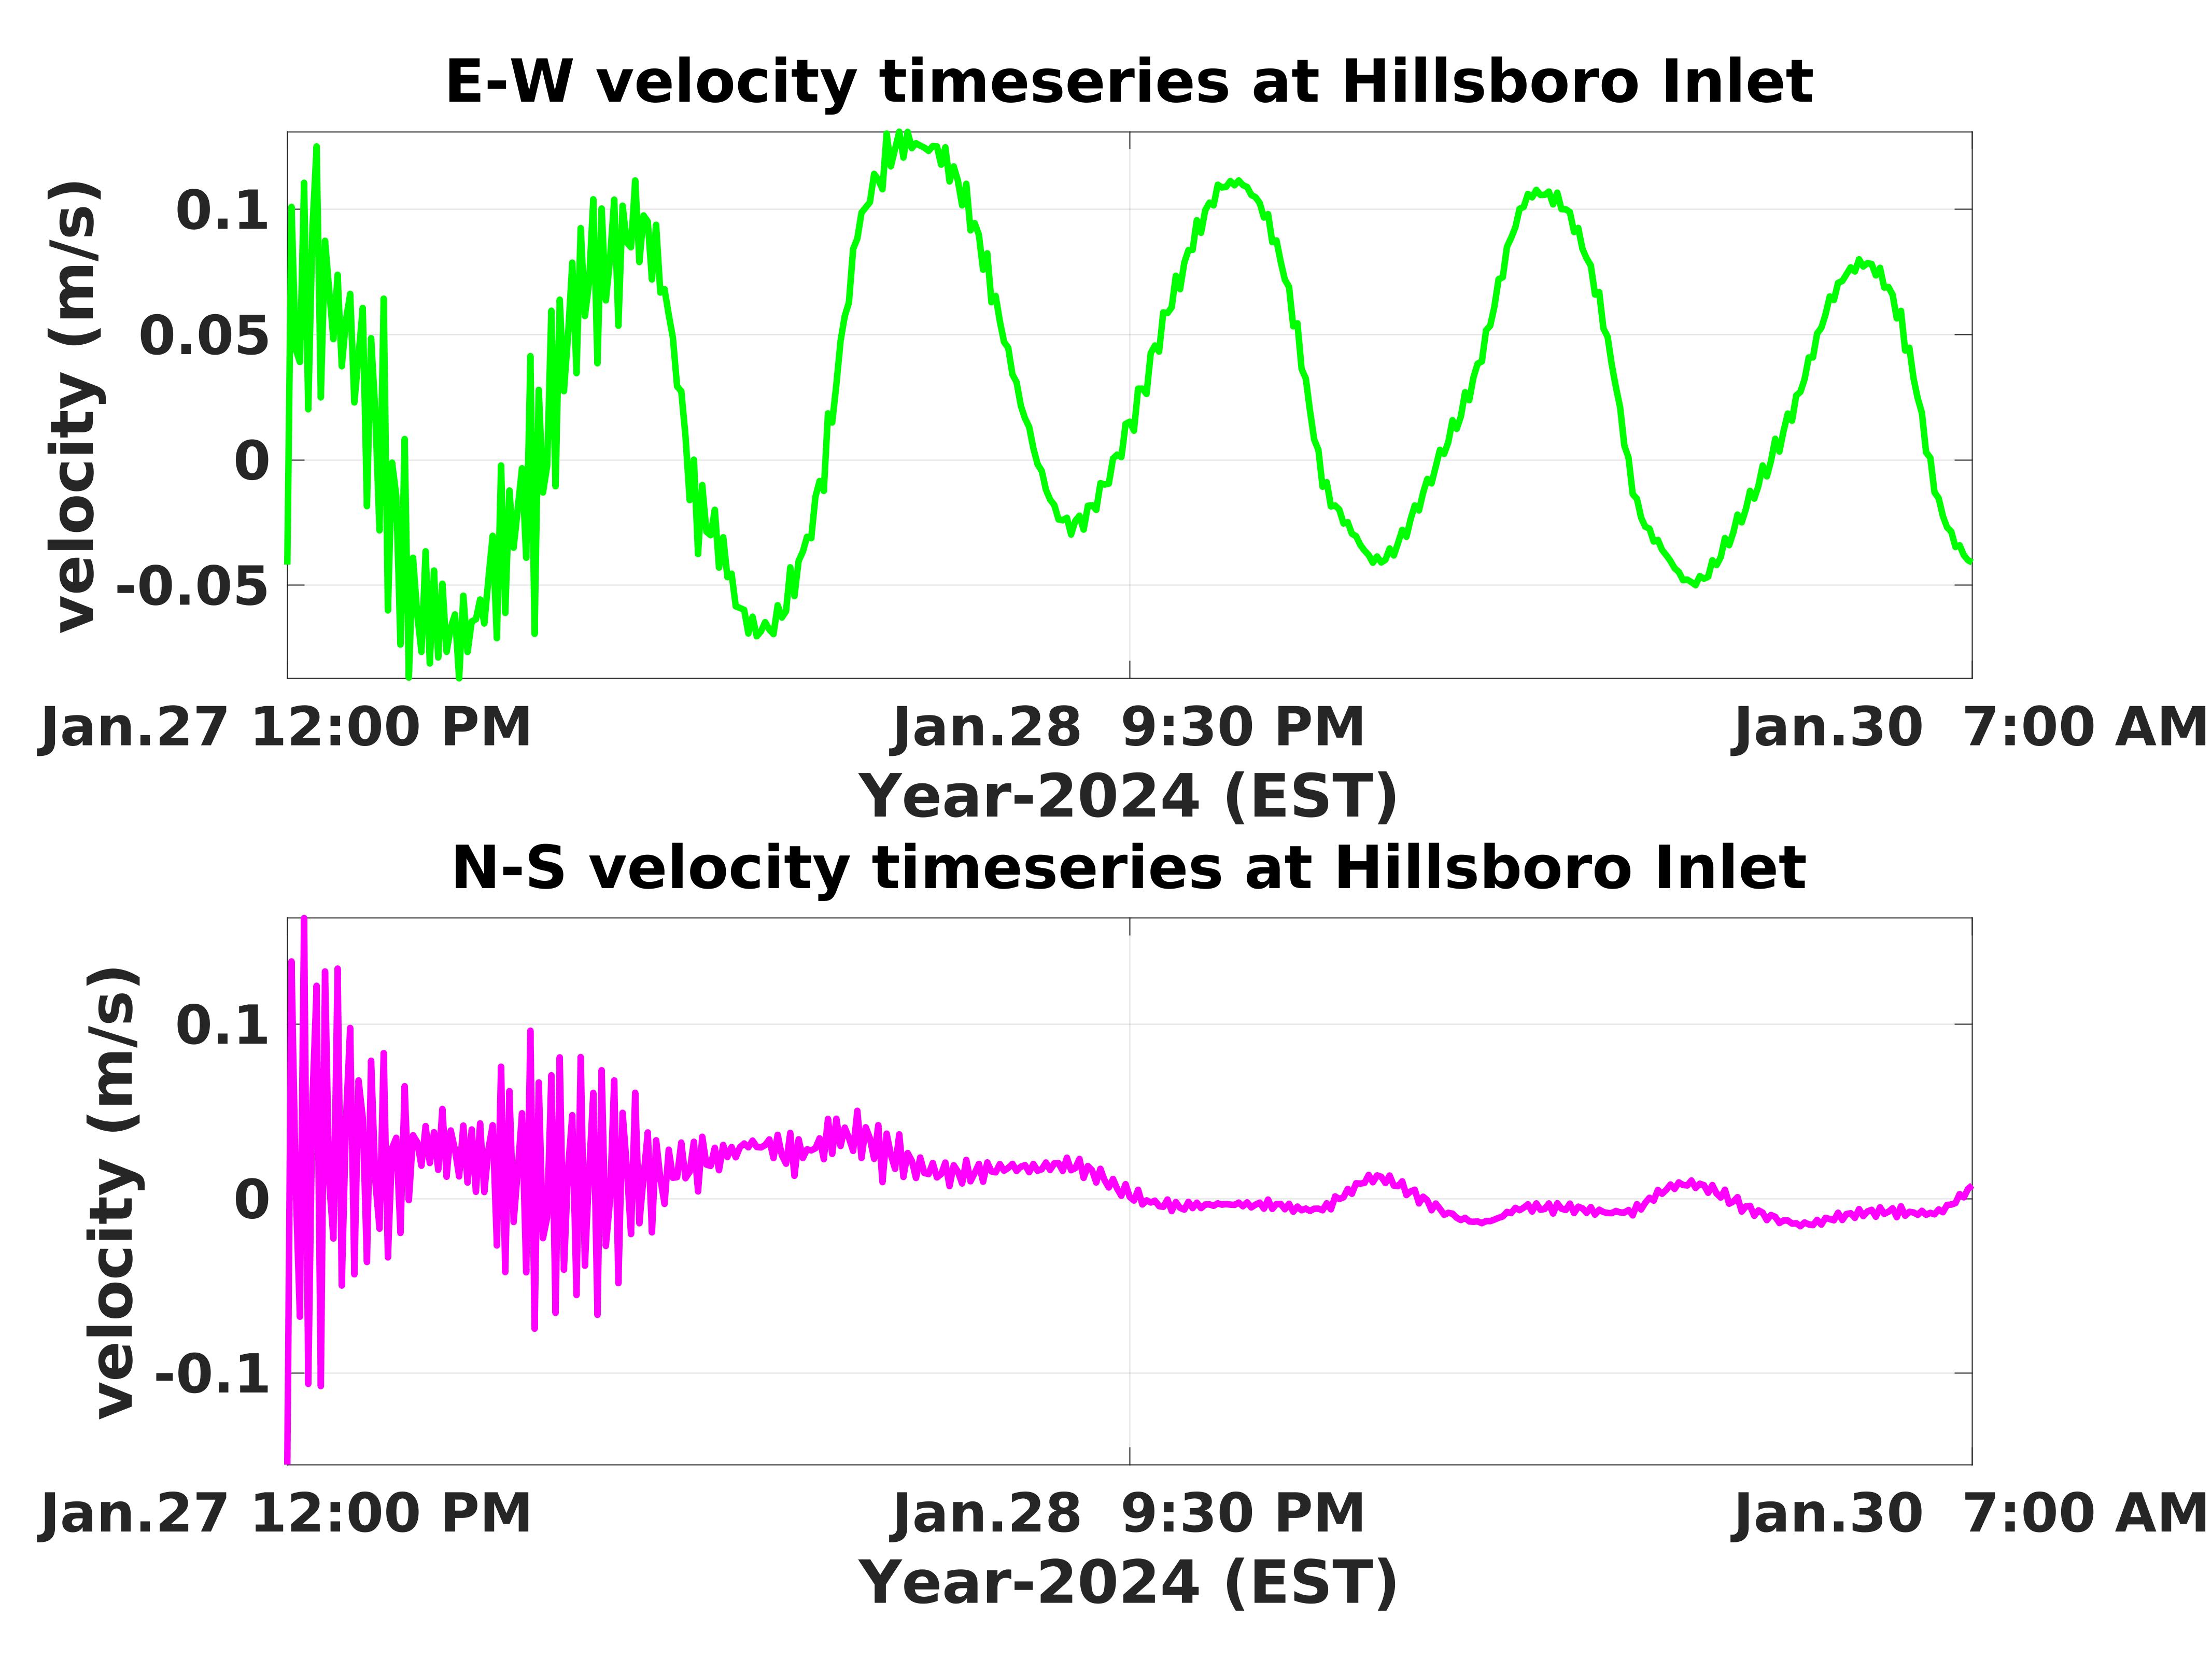 E-W velocity timeseries at Hillsboro Inlet
velocity (m/s)
0.1
0.05
0
-0.05
Jan.27 12:00 PM Jan.28 9:30 PM Jan.30 7:00 AM
Year-2024 (EST)
N-S velocity timeseries at Hillsboro Inlet
velocity (m/s)
0.1
0
-0.1
Jan.27 12:00 PM Jan.28 9:30 PM Jan.30 7:00 AM
Year-2024 (EST)